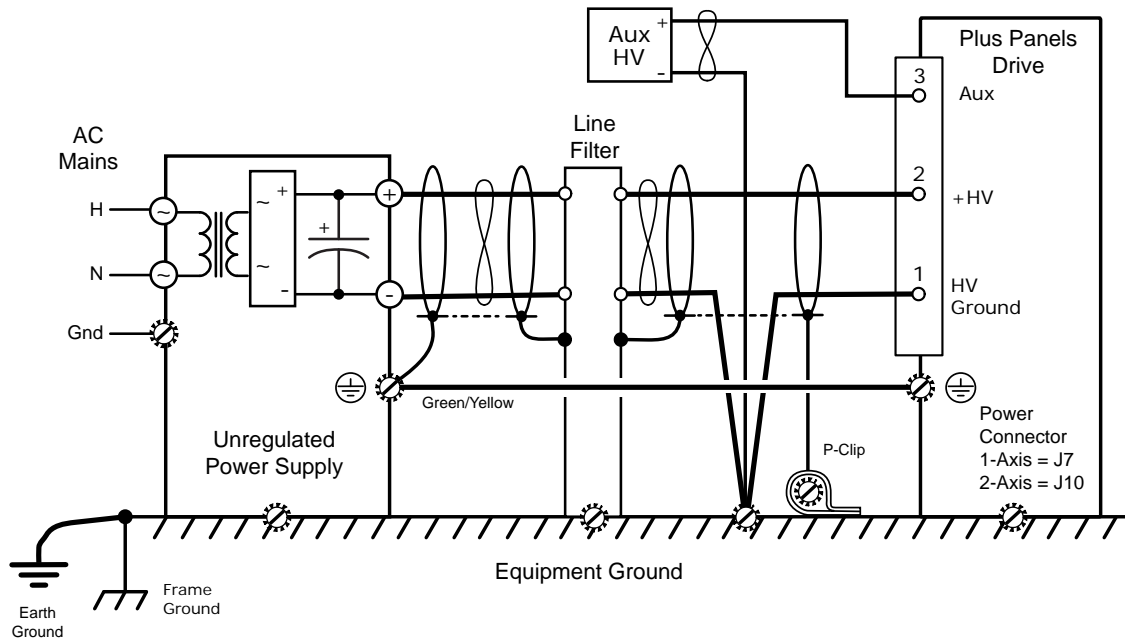 Aux
HV
+
-
Plus Panels
Drive
3
Aux
2
+HV
1
HV
Ground
Line
Filter
AC
Mains
H
~
N
~
Gnd
~
+
~
-
+
+
-
Green/Yellow
Unregulated
Power Supply
P-Clip
Power
Connector
1-Axis = J7
2-Axis = J10
Equipment Ground
Frame
Ground
Earth
Ground